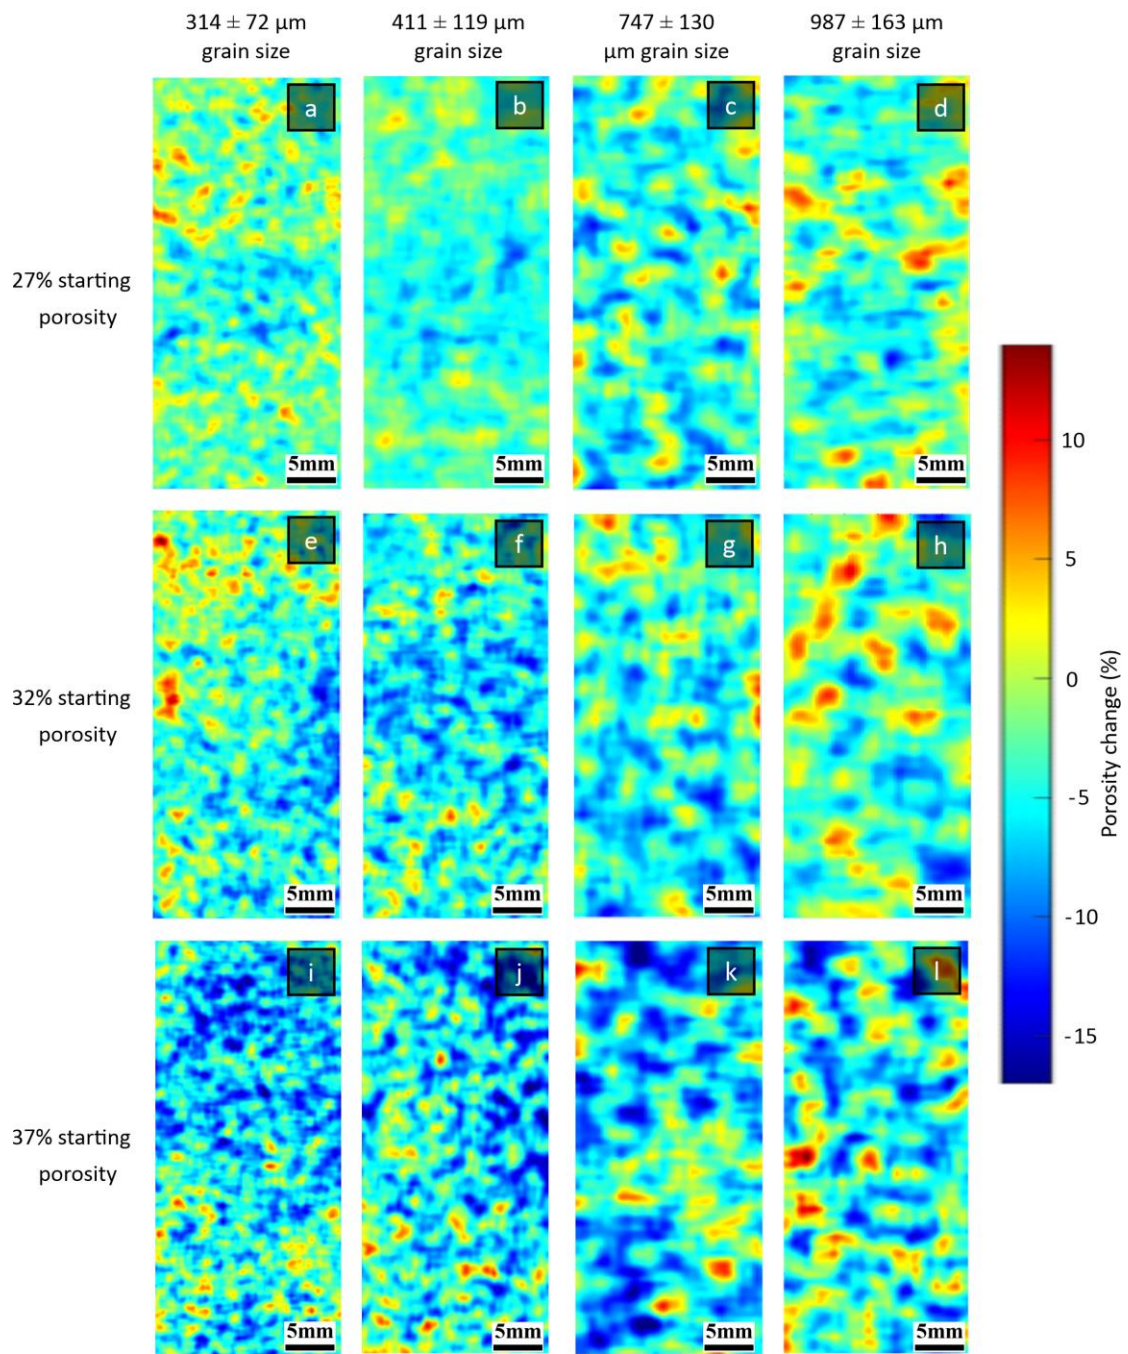 314 ± 72 µm
grain size
411 ± 119 µm
grain size
747 ± 130
µm grain size
987 ± 163 µm
grain size
27% starting
porosity
a
5mm
b
5mm
c
5mm
d
5mm
32% starting
porosity
e
5mm
f
5mm
g
5mm
h
5mm
37% starting
porosity
i
5mm
j
5mm
k
5mm
l
5mm
10
5
0
-5
-10
-15
Porosity change (%)